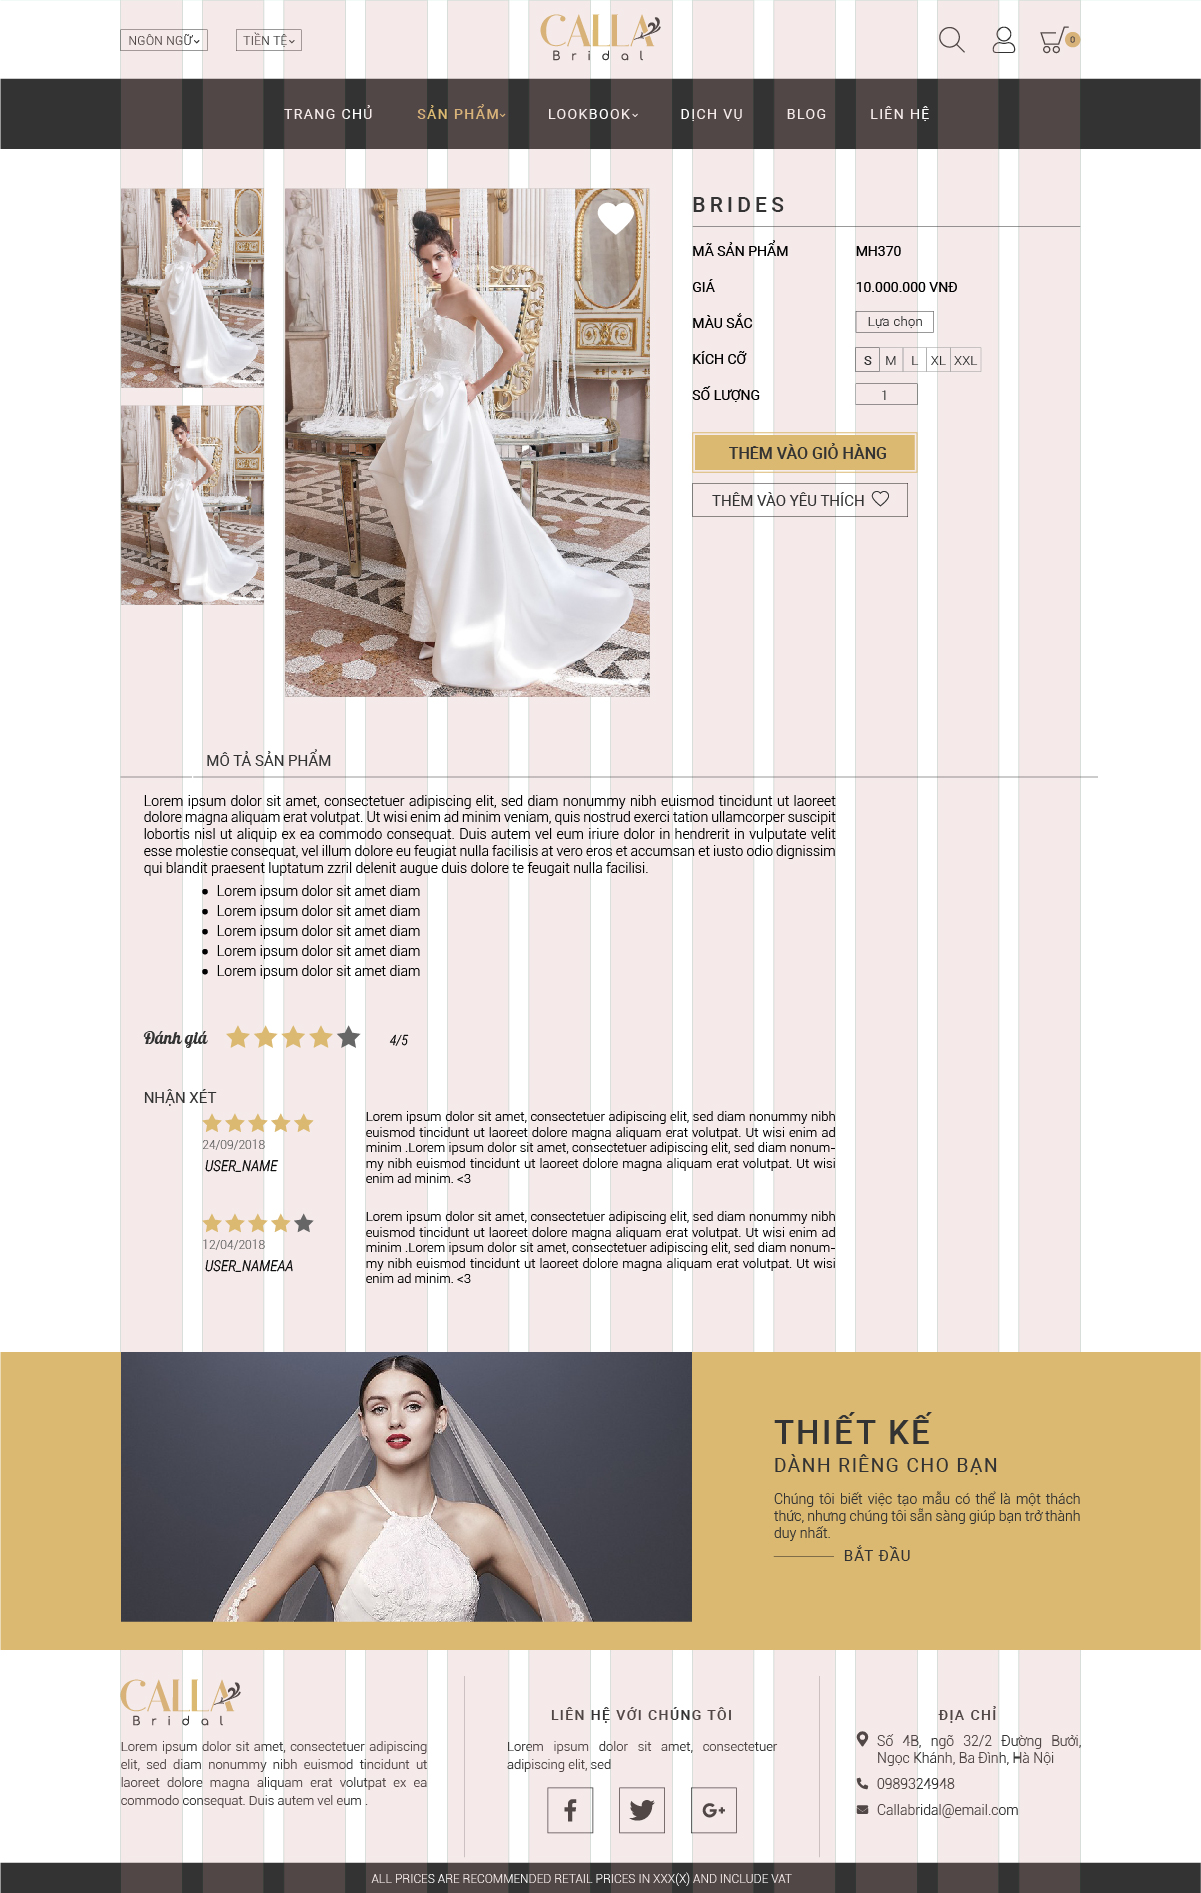 NGÔN NGỮ
TIỀN TỆ
CALLA
Bridal
0
TRANG CHỦ
SẢN PHẨM
LOOKBOOK
DỊCH VỤ
BLOG
LIÊN HỆ
BRIDES
MÃ SẢN PHẨM MH370
GIÁ 10.000.000 VNĐ
MÀU SẮC Lựa chọn
KÍCH CỠ S M L XL XXL
SỐ LƯỢNG 1
THÊM VÀO GIỎ HÀNG
THÊM VÀO YÊU THÍCH
MÔ TẢ SẢN PHẨM
Lorem ipsum dolor sit amet, consectetuer adipiscing elit, sed diam nonummy nibh euismod tincidunt ut laoreet
dolore magna aliquam erat volutpat. Ut wisi enim ad minim veniam, quis nostrud exerci tation ullamcorper suscipit
lobortis nisl ut aliquip ex ea commodo consequat. Duis autem vel eum iriure dolor in hendrerit in vulputate velit
esse molestie consequat, vel illum dolore eu feugiat nulla facilisis at vero eros et accumsan et iusto odio dignissim
qui blandit praesent luptatum zzril delenit augue duis dolore te feugait nulla facilisi.
• Lorem ipsum dolor sit amet diam
• Lorem ipsum dolor sit amet diam
• Lorem ipsum dolor sit amet diam
• Lorem ipsum dolor sit amet diam
• Lorem ipsum dolor sit amet diam
Đánh giá 4/5
NHẬN XÉT
24/09/2018
USER_NAME
Lorem ipsum dolor sit amet, consectetuer adipiscing elit, sed diam nonummy nibh
euismod tincidunt ut laoreet dolore magna aliquam erat volutpat. Ut wisi enim ad
minim .Lorem ipsum dolor sit amet, consectetuer adipiscing elit, sed diam nonum-
my nibh euismod tincidunt ut laoreet dolore magna aliquam erat volutpat. Ut wisi
enim ad minim. <3
12/04/2018
USER_NAMEAA
Lorem ipsum dolor sit amet, consectetuer adipiscing elit, sed diam nonummy nibh
euismod tincidunt ut laoreet dolore magna aliquam erat volutpat. Ut wisi enim ad
minim .Lorem ipsum dolor sit amet, consectetuer adipiscing elit, sed diam nonum-
my nibh euismod tincidunt ut laoreet dolore magna aliquam erat volutpat. Ut wisi
enim ad minim. <3
THIẾT KẾ
DÀNH RIÊNG CHO BẠN
Chúng tôi biết việc tạo mẫu có thể là một thách
thức, nhưng chúng tôi sẵn sàng giúp bạn trở thành
duy nhất.
BẮT ĐẦU
CALLA
Bridal
Lorem ipsum dolor sit amet, consectetuer adipiscing
elit, sed diam nonummy nibh euismod tincidunt ut
laoreet dolore magna aliquam erat volutpat ex ea
commodo consequat. Duis autem vel eum .
LIÊN HỆ VỚI CHÚNG TÔI
Lorem ipsum dolor sit amet, consectetuer
adipiscing elit, sed
f
G+
ĐỊA CHỈ
Số 4B, ngõ 32/2 Đường Bưởi,
Ngọc Khánh, Ba Đình, Hà Nội
0989324948
Callabridal@email.com
ALL PRICES ARE RECOMMENDED RETAIL PRICES IN XXX(X) AND INCLUDE VAT